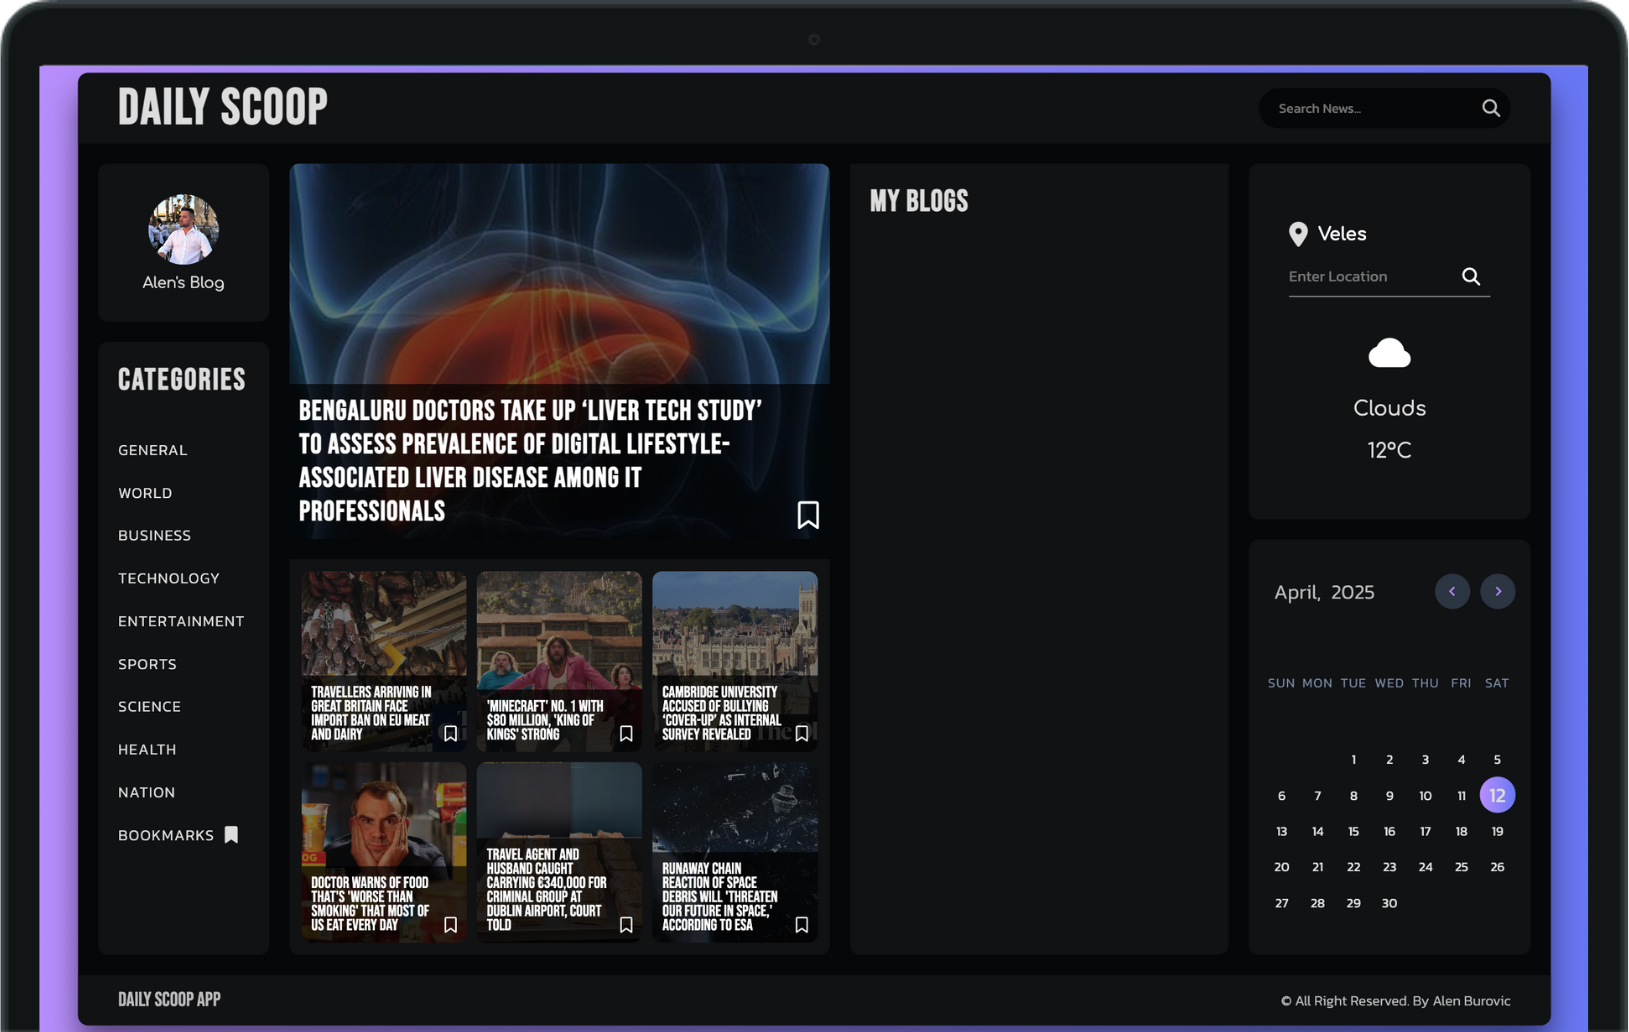 DAILY SCOOP
Search News...
Alen's Blog
CATEGORIES
GENERAL
WORLD
BUSINESS
TECHNOLOGY
ENTERTAINMENT
SPORTS
SCIENCE
HEALTH
NATION
BOOKMARKS
BENGALURU DOCTORS TAKE UP ‘LIVER TECH STUDY’
TO ASSESS PREVALENCE OF DIGITAL LIFESTYLE-
ASSOCIATED LIVER DISEASE AMONG IT
PROFESSIONALS
TRAVELLERS ARRIVING IN
GREAT BRITAIN FACE
IMPORT BAN ON EU MEAT
AND DAIRY
'MINECRAFT' NO. 1 WITH
$80 MILLION, 'KING OF
KINGS' STRONG
CAMBRIDGE UNIVERSITY
ACCUSED OF BULLYING
‘COVER-UP’ AS INTERNAL
SURVEY REVEALED
DOCTOR WARNS OF FOOD
THAT'S 'WORSE THAN
SMOKING' THAT MOST OF
US EAT EVERY DAY
TRAVEL AGENT AND
HUSBAND CAUGHT
CARRYING €340,000 FOR
CRIMINAL GROUP AT
DUBLIN AIRPORT, COURT
TOLD
RUNAWAY CHAIN
REACTION OF SPACE
DEBRIS WILL 'THREATEN
OUR FUTURE IN SPACE,'
ACCORDING TO ESA
MY BLOGS
Veles
Enter Location
Clouds
12°C
April, 2025
SUN MON TUE WED THU FRI SAT
1 2 3 4 5
6 7 8 9 10 11 12
13 14 15 16 17 18 19
20 21 22 23 24 25 26
27 28 29 30
DAILY SCOOP APP
© All Right Reserved. By Alen Burovic